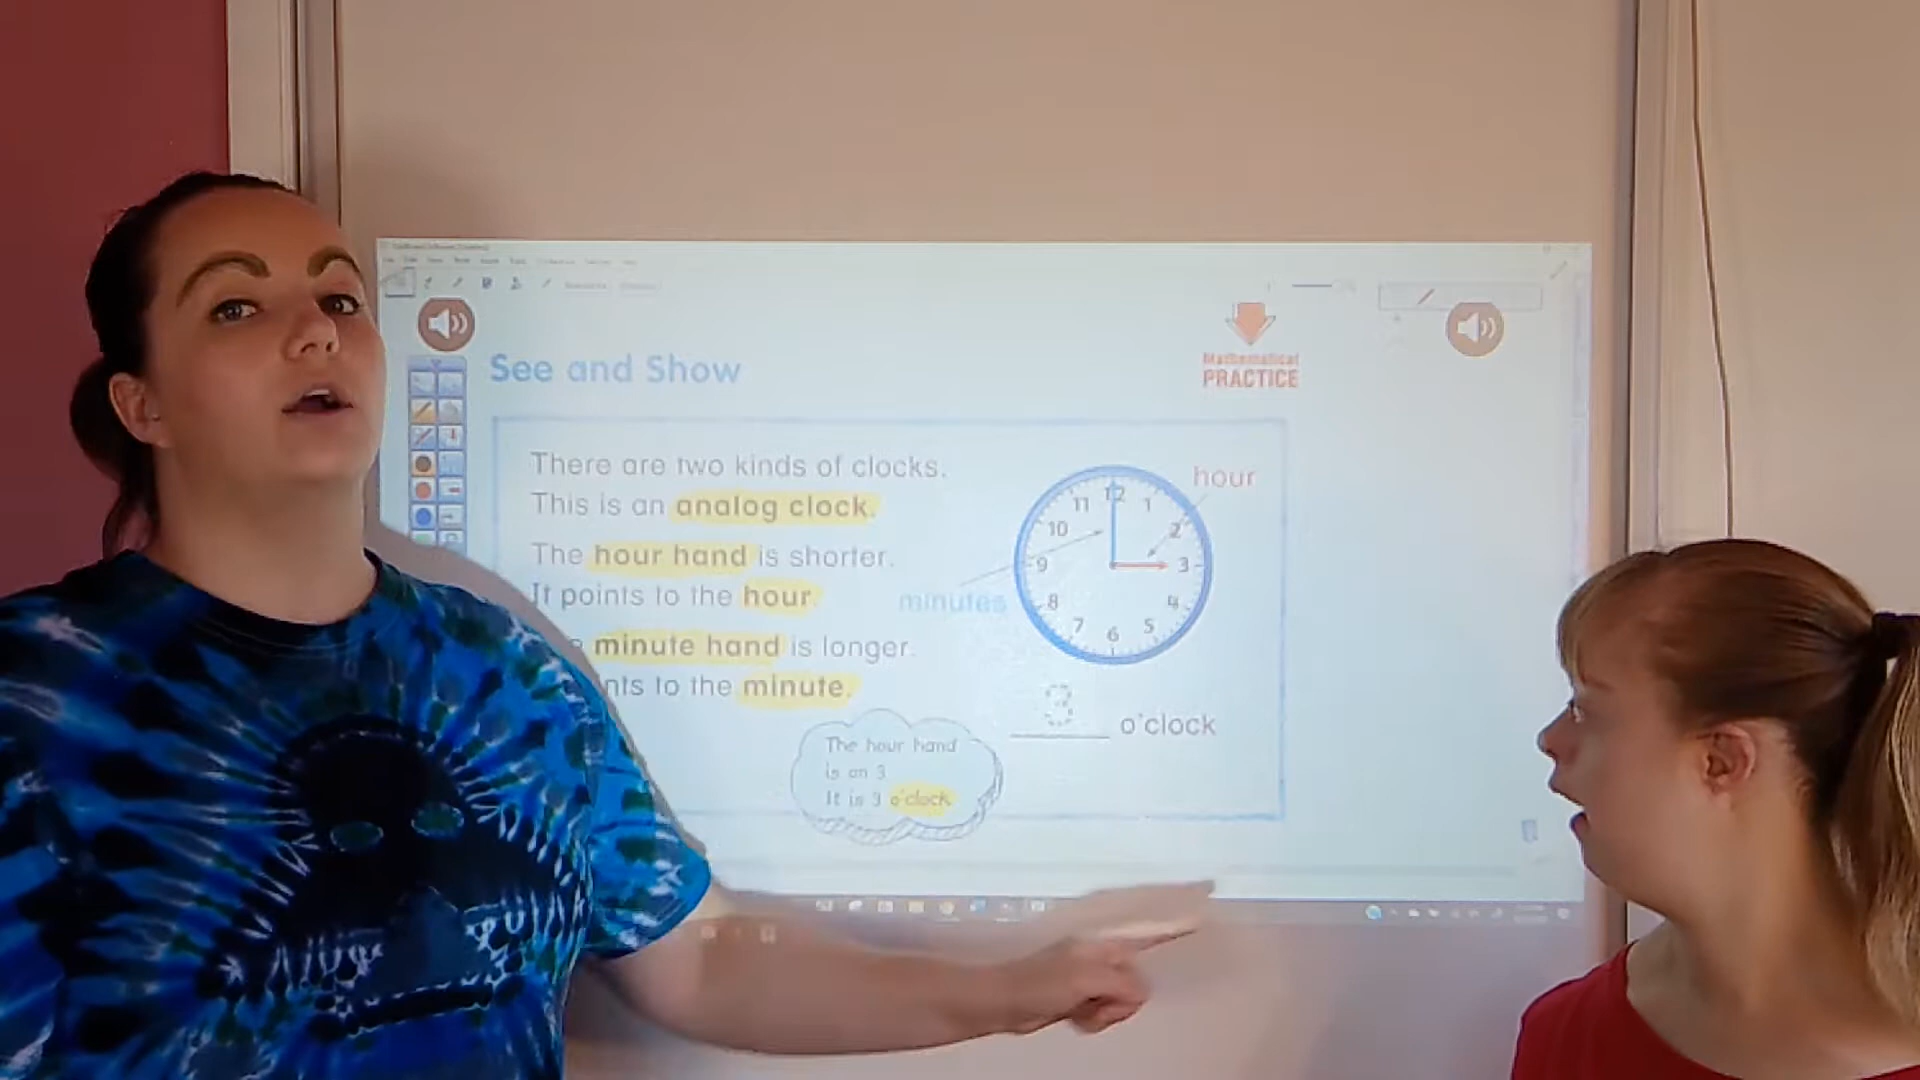 See and Show
Mathematical
PRACTICE
There are two kinds of clocks.
This is an analog clock.
The hour hand is shorter.
It points to the hour.
minute hand is longer.
nts to the minute.
hour
minutes
12
11 1
10 2
9 3
8 4
7 5
6
3 o'clock
The hour hand
is on 3
It is 3 o'clock